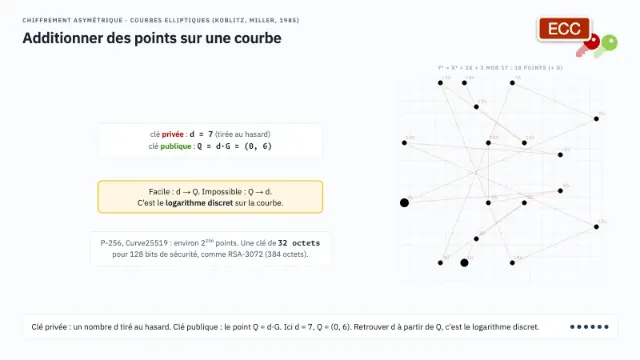 CHIFFREMENT ASYMÉTRIQUE · COURBES ELLIPTIQUES (KOBLITZ, MILLER, 1985)
Additionner des points sur une courbe
ECC
clé privée : d = 7 (tirée au hasard)
clé publique : Q = d·G = (0, 6)
Facile : d → Q. Impossible : Q → d.
C'est le logarithme discret sur la courbe.
P-256, Curve25519 : environ 2²⁵⁶ points. Une clé de 32 octets
pour 128 bits de sécurité, comme RSA-3072 (384 octets).
Clé privée : un nombre d tiré au hasard. Clé publique : le point Q = d·G. Ici d = 7, Q = (0, 6). Retrouver d à partir de Q, c'est le logarithme discret.